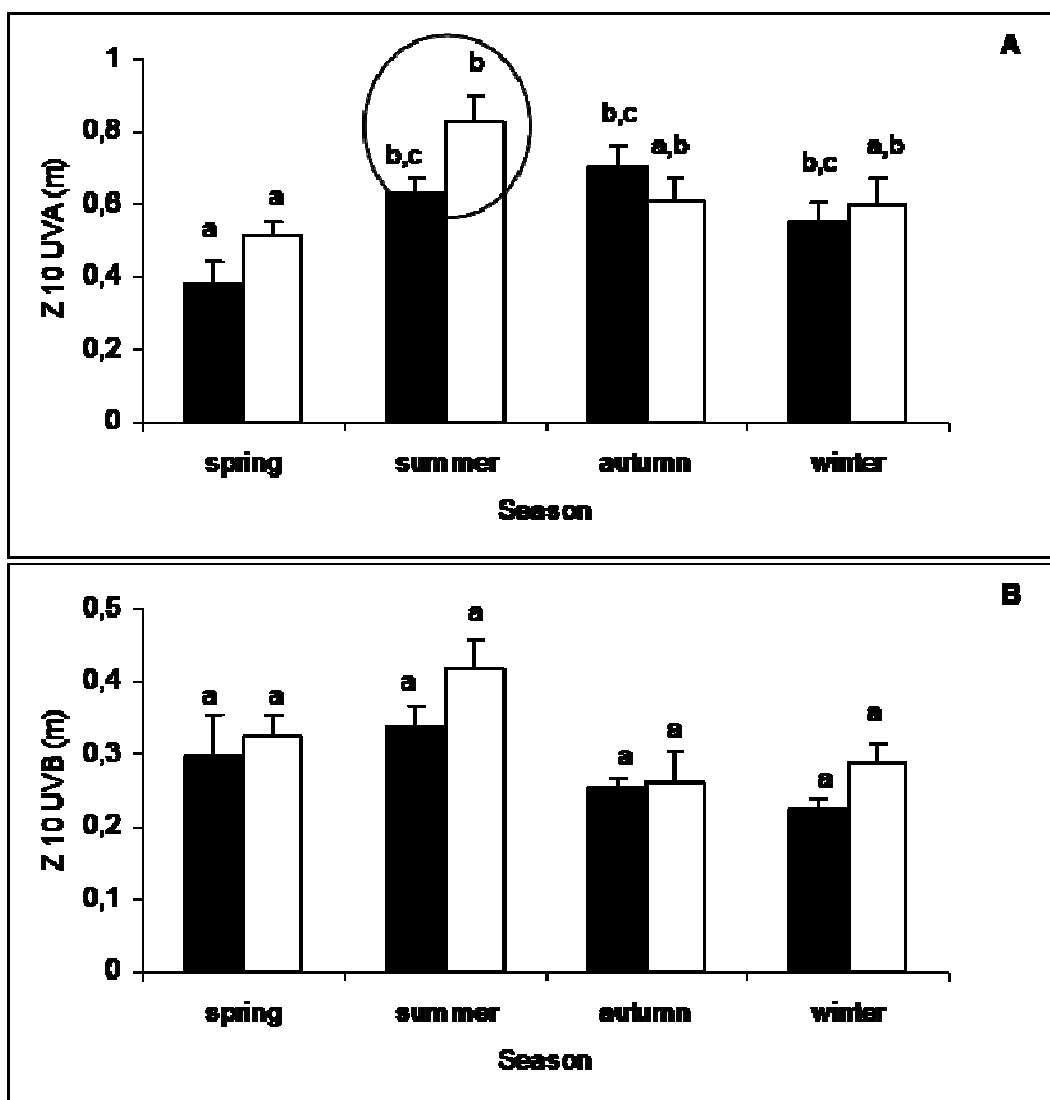 A
Z 10 UVA (m)
1
0,8
0,6
0,4
0,2
0
a
a
b,c
b
b,c
a,b
b,c
a,b
spring
summer
autumn
winter
Season
B
Z 10 UVB (m)
0,5
0,4
0,3
0,2
0,1
0
a
a
a
a
a
a
a
a
spring
summer
autumn
winter
Season